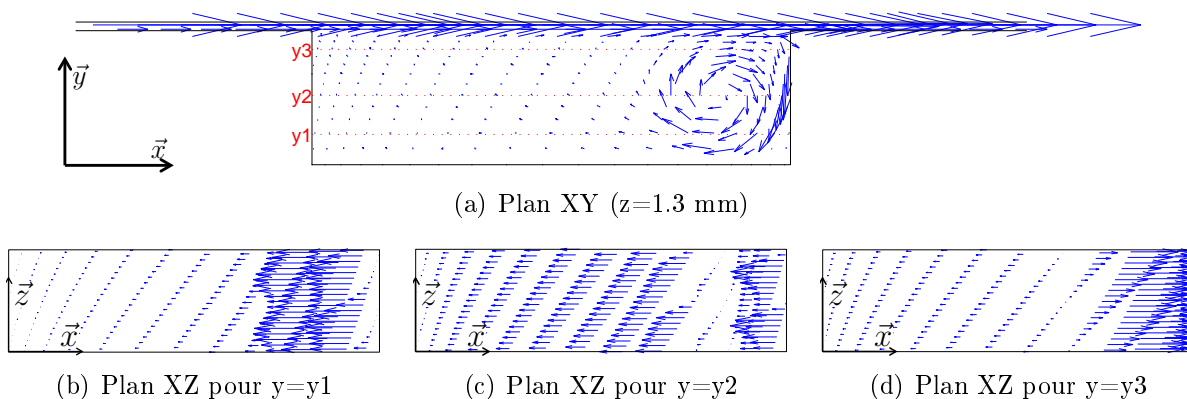 y3
y⃗
y2
y1
x⃗
(a) Plan XY (z=1.3 mm)
z⃗
x⃗
z⃗
x⃗
z⃗
x⃗
(b) Plan XZ pour y=y1
(c) Plan XZ pour y=y2
(d) Plan XZ pour y=y3